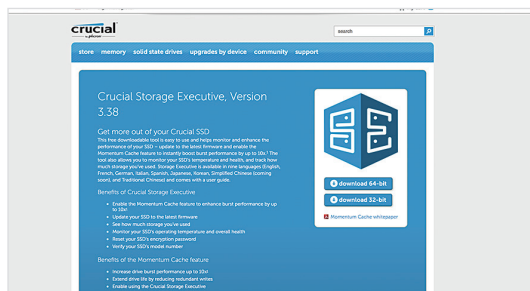 crucial
by Micron
search
store memory solid state drives upgrades by device community support
Crucial Storage Executive, Version
3.38
Get more out of your Crucial SSD
This free downloadable tool is easy to use and helps monitor and enhance the
performance of your SSD – update to the latest firmware and enable the
Momentum Cache feature to instantly boost burst performance by up to 10x.¹ The
tool also allows you to monitor your SSD's temperature and health, and track how
much storage you've used. Storage Executive is available in nine languages (English,
French, German, Italian, Spanish, Japanese, Korean, Simplified Chinese (coming
soon), and Traditional Chinese) and comes with a user guide.
Benefits of Crucial Storage Executive
Enable the Momentum Cache feature to enhance burst performance by up
to 10x!
Update your SSD to the latest firmware
See how much storage you've used
Monitor your SSD's operating temperature and overall health
Reset your SSD's encryption password
Verify your SSD's model number
Benefits of the Momentum Cache feature
Increase drive burst performance up to 10x!
Extend drive life by reducing redundant writes
Enable using the Crucial Storage Executive
SE
download 64-bit
download 32-bit
Momentum Cache whitepaper